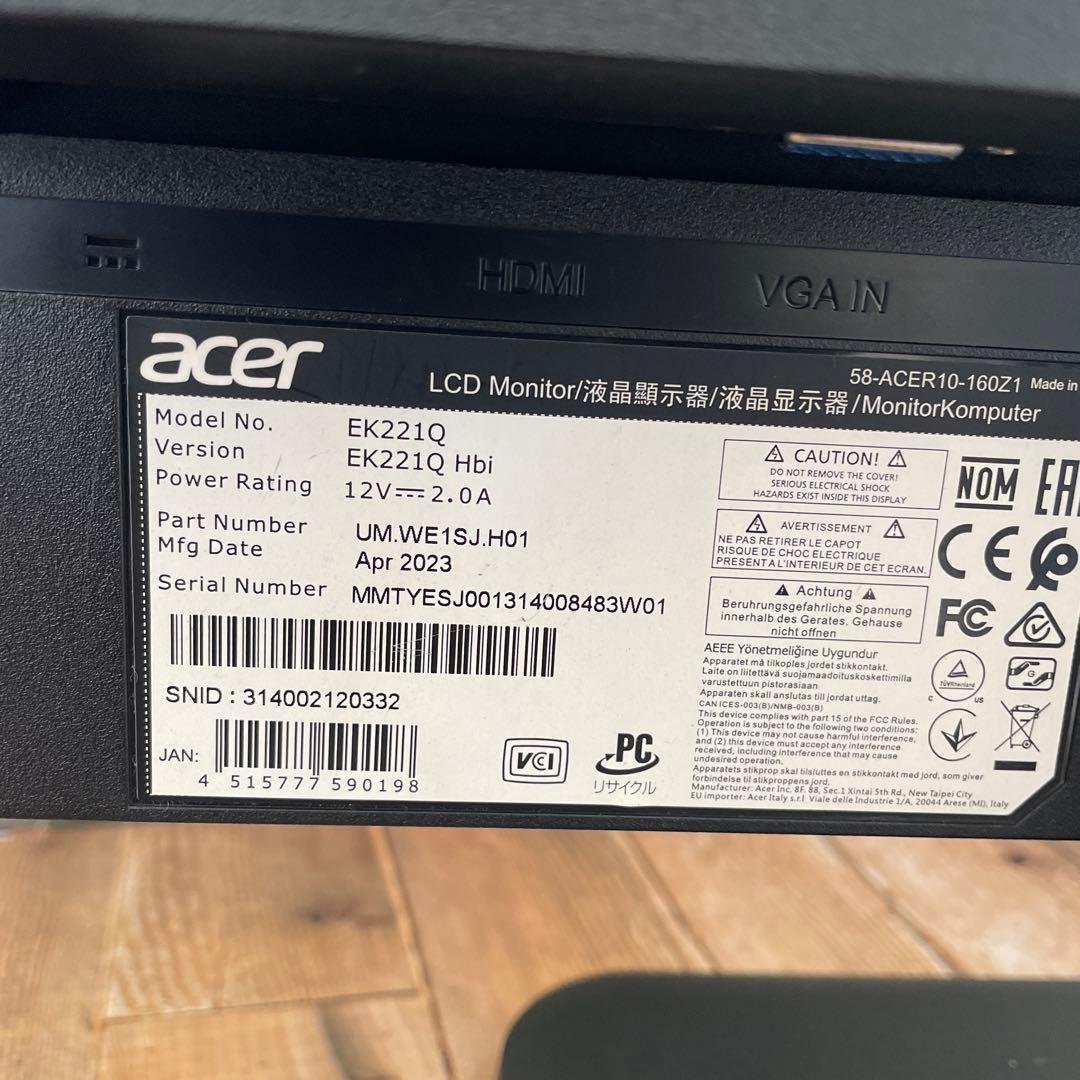 HDMI
VGA IN
acer
58-ACER10-160Z1 Made in
LCD Monitor/液晶顯示器/液晶显示器/MonitorKomputer
Model No. EK221Q
Version EK221Q Hbi
Power Rating 12V⎓2.0A
Part Number UM.WE1SJ.H01
Mfg Date Apr 2023
Serial Number MMTYESJ001314008483W01
SNID : 314002120332
JAN:
4 515777 590198
VCI
PC
リサイクル
CAUTION!
DO NOT REMOVE THE COVER!
SERIOUS ELECTRICAL SHOCK
HAZARDS EXIST INSIDE THIS DISPLAY
AVERTISSEMENT
NE PAS RETIRER LE CAPOT
RISQUE DE CHOC ELECTRIQUE
PRESENT A L'INTERIEUR DE CET ECRAN.
Achtung
Beruhrungsgefahrliche Spannung
innerhalb des Gerates. Gehause
nicht offnen
AEEE Yönetmeliğine Uygundur
Apparatet må tilkoples jordet stikkontakt.
Laite on liitettävä suojamaadoituskoskettimilla
varustettuun pistorasiaan
Apparaten skall anslutas till jordat uttag.
CAN ICES-003(B)/NMB-003(B)
This device complies with part 15 of the FCC Rules.
Operation is subject to the following two conditions:
(1) This device may not cause harmful interference,
and (2) this device must accept any interference
received, including interference that may cause
undesired operation.
Apparatets stikprop skal tilsluttes en stikkontakt med jord, som giver
forbindelse til stikproppens jord.
Manufacturer: Acer Inc. 8F. 88, Sec.1 Xintai 5th Rd., New Taipei City
EU importer: Acer Italy s.r.l Viale delle Industrie 1/A, 20044 Arese (MI), Italy
NOM
EAC
CE
FC
TÜVRheinland
C US